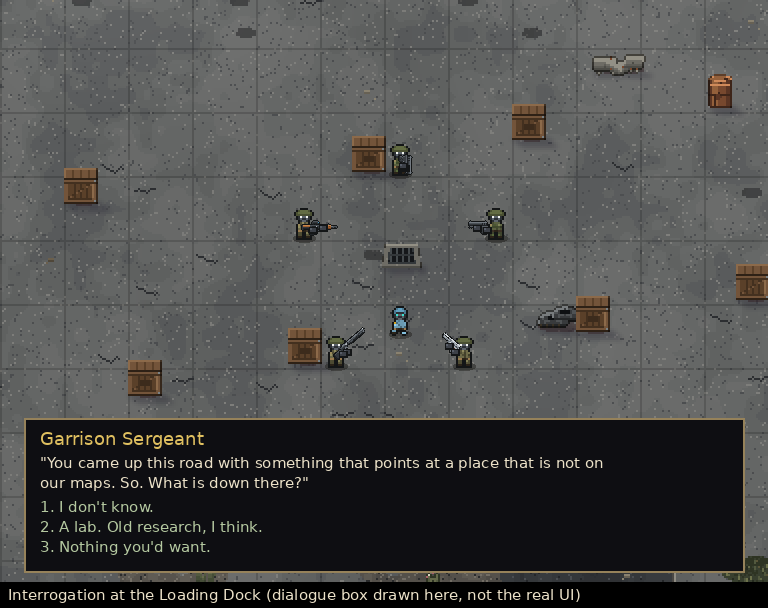 Garrison Sergeant
"You came up this road with something that points at a place that is not on
our maps. So. What is down there?"
1. I don't know.
2. A lab. Old research, I think.
3. Nothing you'd want.
Interrogation at the Loading Dock (dialogue box drawn here, not the real UI)